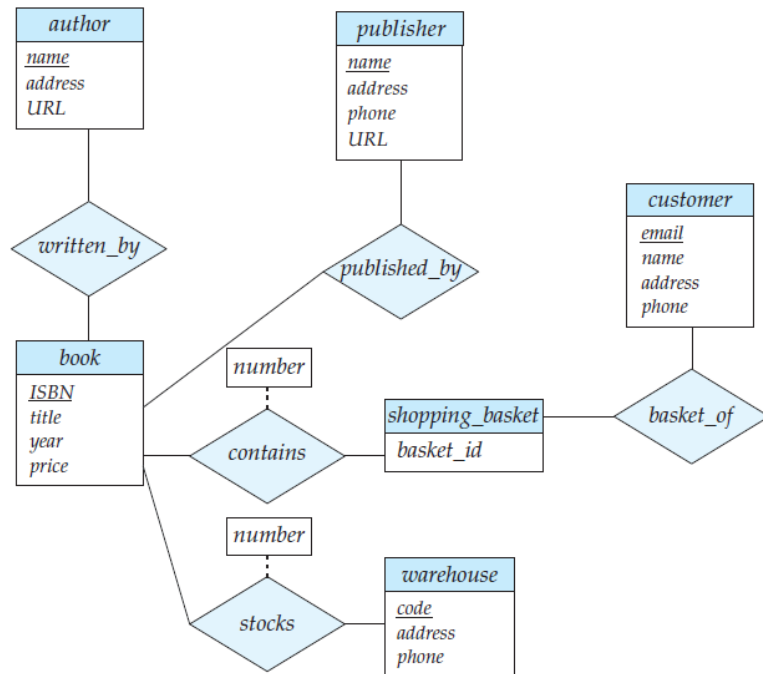 author
name
address
URL
publisher
name
address
phone
URL
customer
email
name
address
phone
written_by
published_by
book
ISBN
title
year
price
number
contains
shopping_basket
basket_id
basket_of
number
stocks
warehouse
code
address
phone